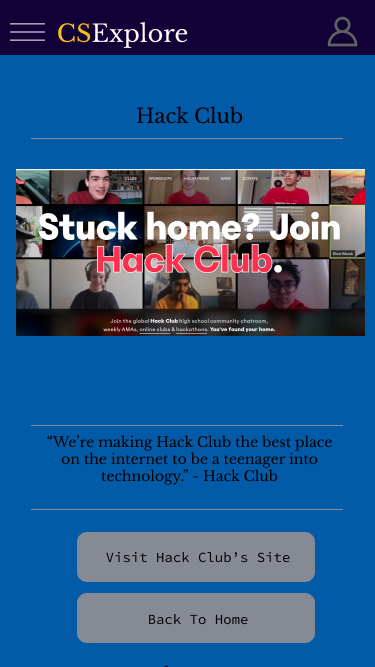 CSExplore
Hack Club
CLUBS WORKSHOPS HACKATHONS BANK DONATE
Stuck home? Join
Hack Club.
Elon Musk
Join the global Hack Club high school community chatroom,
weekly AMAs, online clubs & hackathons. You've found your home.
“We’re making Hack Club the best place
on the internet to be a teenager into
technology.” - Hack Club
Visit Hack Club’s Site
Back To Home